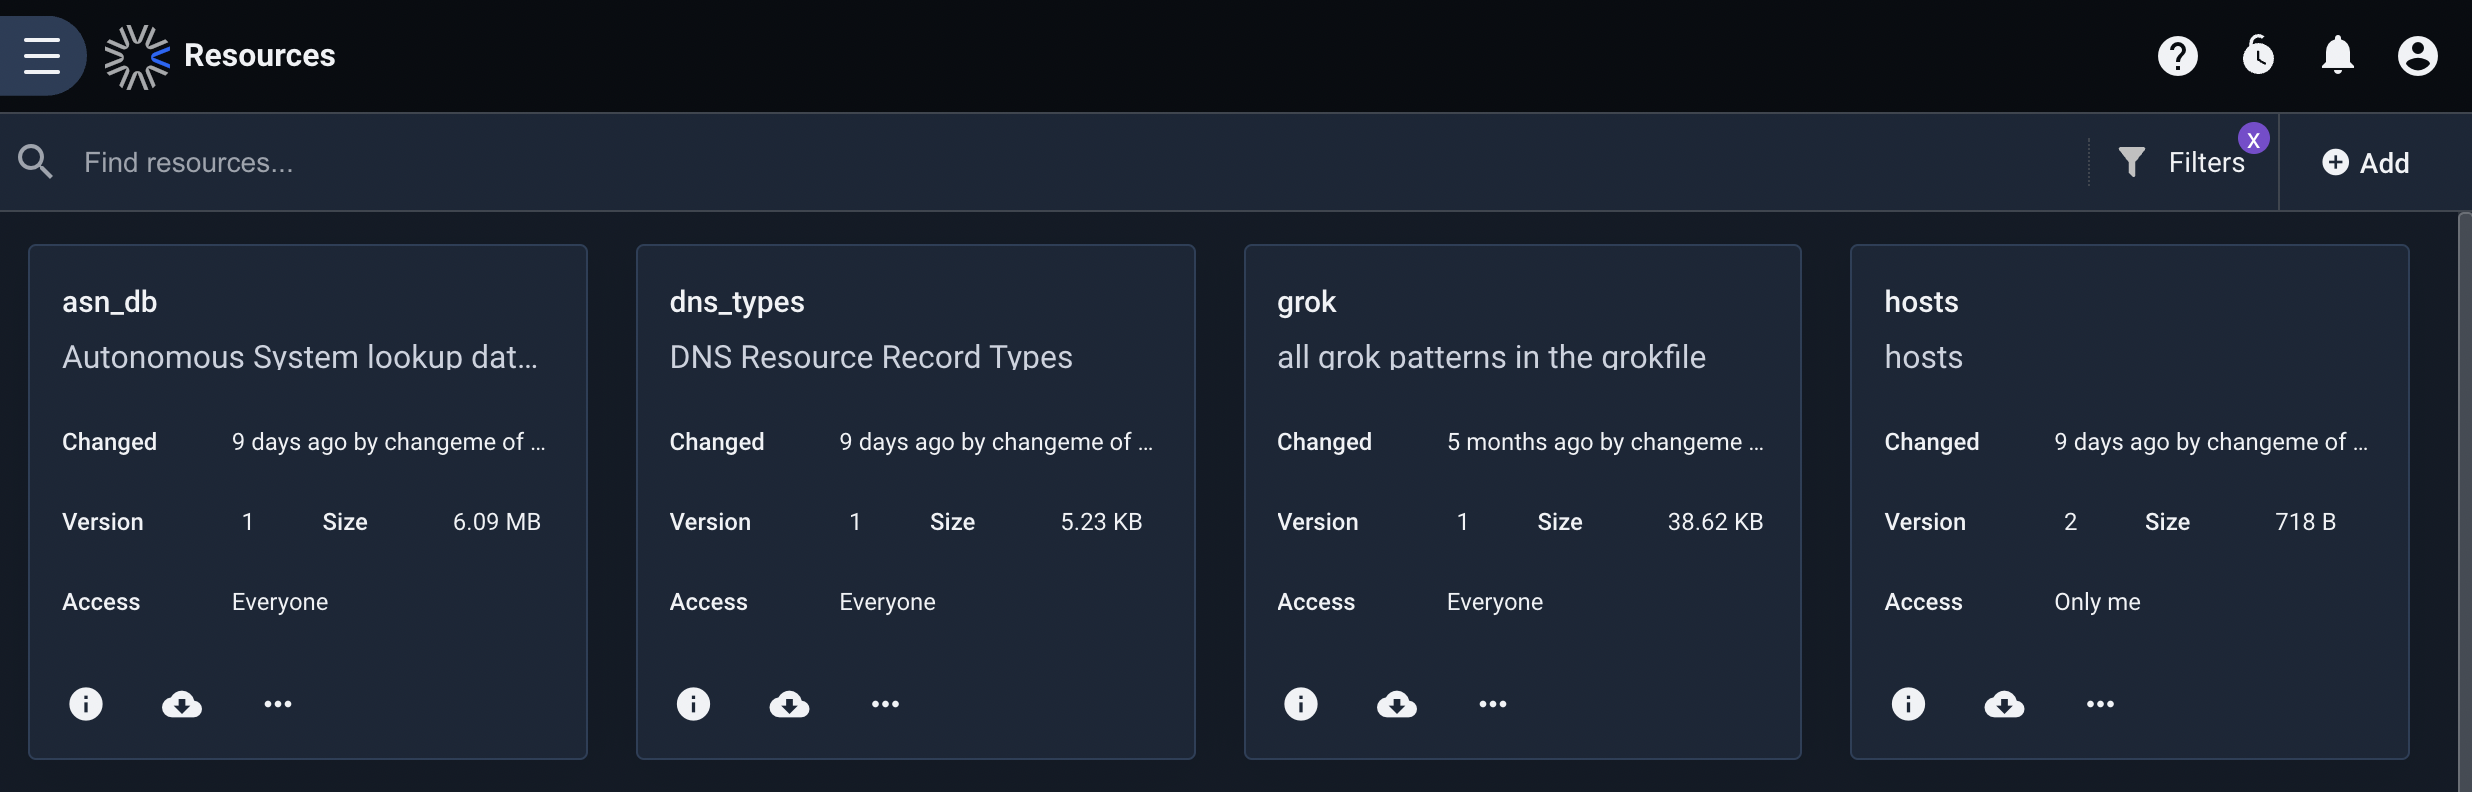 Resources
Find resources...
Filters
X
Add
asn_db
Autonomous System lookup dat...
Changed 9 days ago by changeme of ...
Version 1 Size 6.09 MB
Access Everyone
dns_types
DNS Resource Record Types
Changed 9 days ago by changeme of ...
Version 1 Size 5.23 KB
Access Everyone
grok
all grok patterns in the grokfile
Changed 5 months ago by changeme ...
Version 1 Size 38.62 KB
Access Everyone
hosts
hosts
Changed 9 days ago by changeme of ...
Version 2 Size 718 B
Access Only me